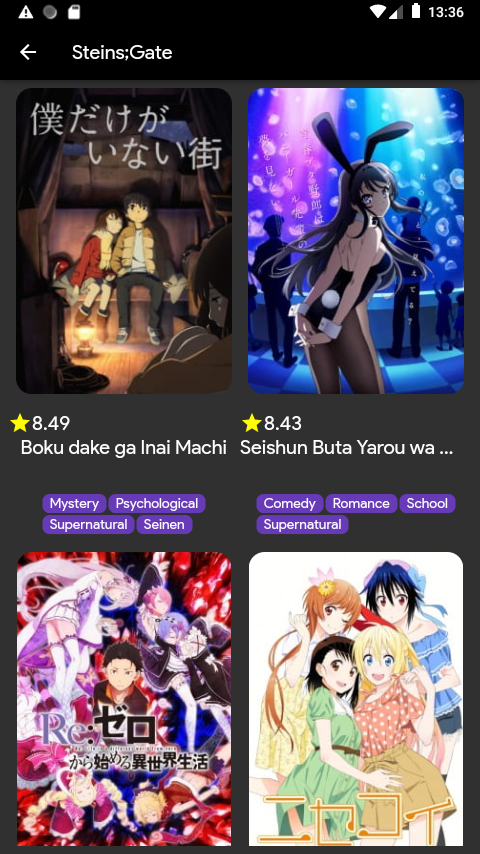 13:36
Steins;Gate
僕だけが
いない街
8.49
8.43
Boku dake ga Inai Machi
Seishun Buta Yarou wa ...
Mystery
Psychological
Supernatural
Seinen
Comedy
Romance
School
Supernatural
Re:ゼロ
から始める異世界生活
ニセコイ